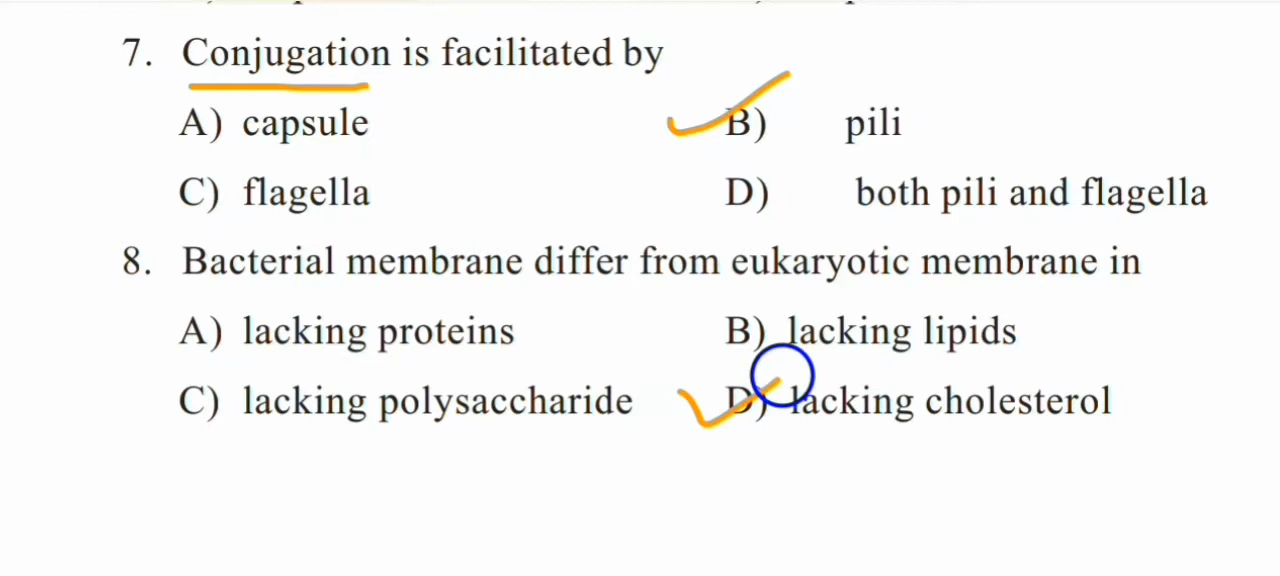 7. Conjugation is facilitated by
A) capsule B) pili
C) flagella D) both pili and flagella
8. Bacterial membrane differ from eukaryotic membrane in
A) lacking proteins B) lacking lipids
C) lacking polysaccharide D) lacking cholesterol